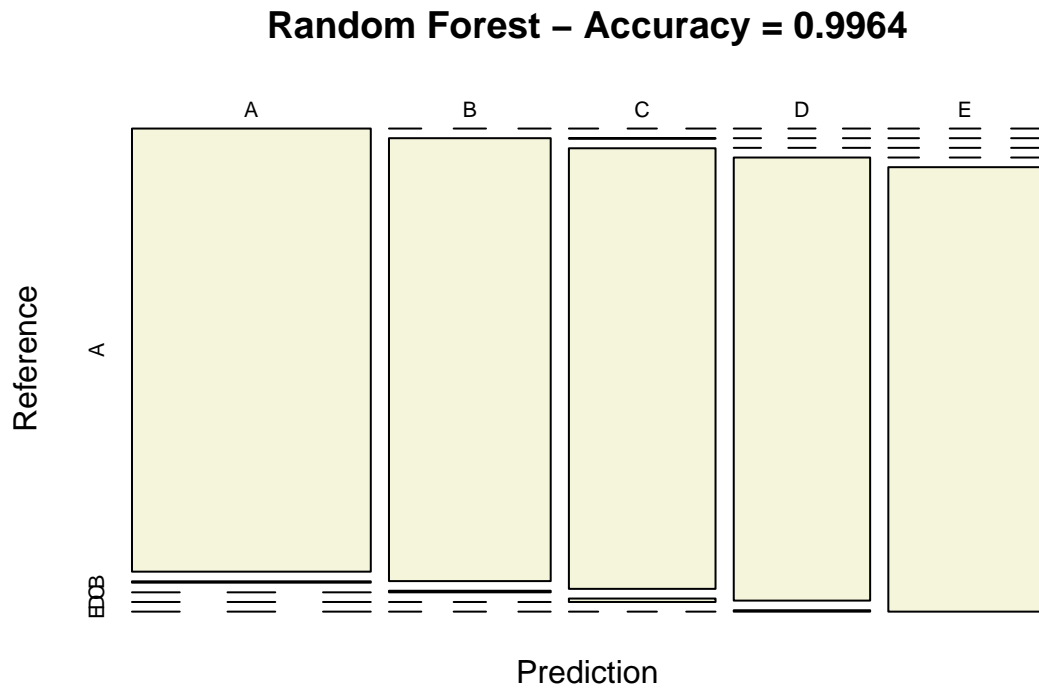 Random Forest – Accuracy = 0.9964
A B C D E
Reference
A
B
C
D
E
Prediction